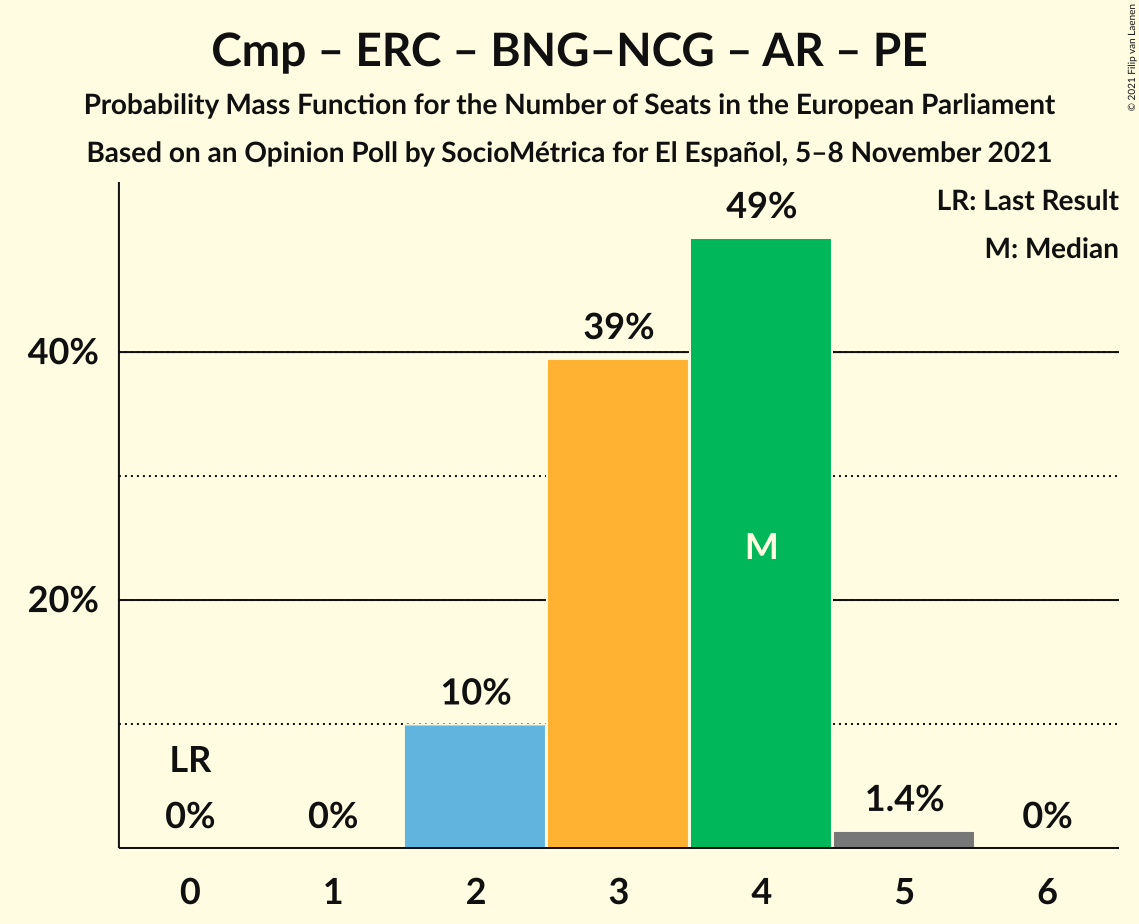 Cmp – ERC – BNG–NCG – AR – PE
Probability Mass Function for the Number of Seats in the European Parliament
Based on an Opinion Poll by SocioMétrica for El Español, 5–8 November 2021
© 2021 Filip van Laenen
LR: Last Result
M: Median
49%
39%
40%
M
20%
10%
LR
1.4%
0%
0%
0%
0
1
2
3
4
5
6